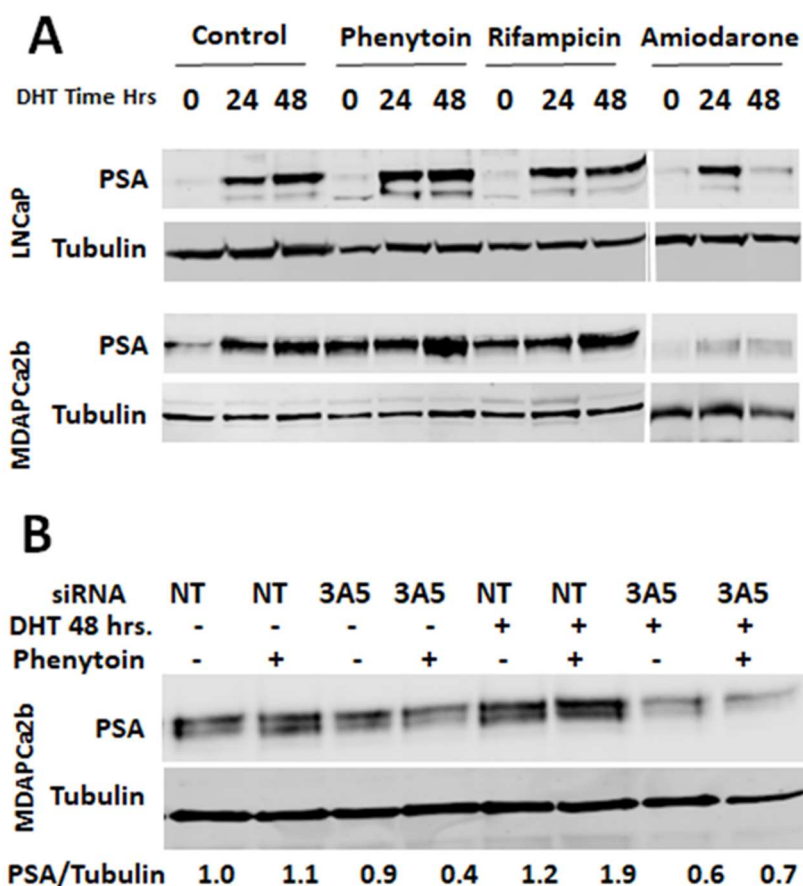 A
Control Phenytoin Rifampicin Amiodarone
DHT Time Hrs 0 24 48 0 24 48 0 24 48 0 24 48
LNCaP
PSA
Tubulin
MDAPCa2b
PSA
Tubulin
B
siRNA NT NT 3A5 3A5 NT NT 3A5 3A5
DHT 48 hrs. - - - - + + + +
Phenytoin - + - + - + - +
MDAPCa2b
PSA
Tubulin
PSA/Tubulin 1.0 1.1 0.9 0.4 1.2 1.9 0.6 0.7